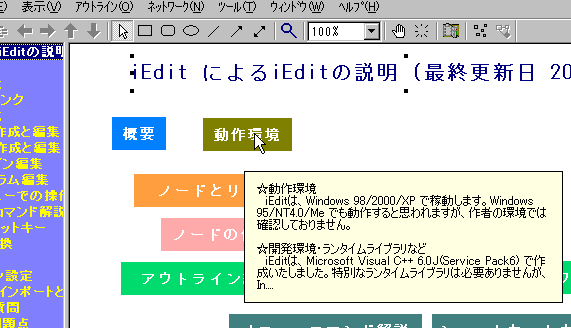 表示(V) アウトライン(O) ネットワーク(N) ツール(T) ウィンドウ(W) ヘルプ(H)
100%
iEditの説明
iEdit によるiEditの説明 (最終更新日 20
ンク
作成と編集
作成と編集
イン編集
ラム編集
ューでの操作
コマンド解説
ットキー
換
設定
インポートと
質問
問題点
概要
動作環境
ノードとリ
ノードの
アウトライン
☆動作環境
iEditは、Windows 98/2000/XP で稼動します。Windows
95/NT4.0/Me でも動作すると思われますが、作者の環境では
確認しておりません。
☆開発環境・ランタイムライブラリなど
iEditは、Microsoft Visual C++ 6.0J(Service Pack6) で作
成いたしました。特別なランタイムライブラリは必要ありませんが、
In....